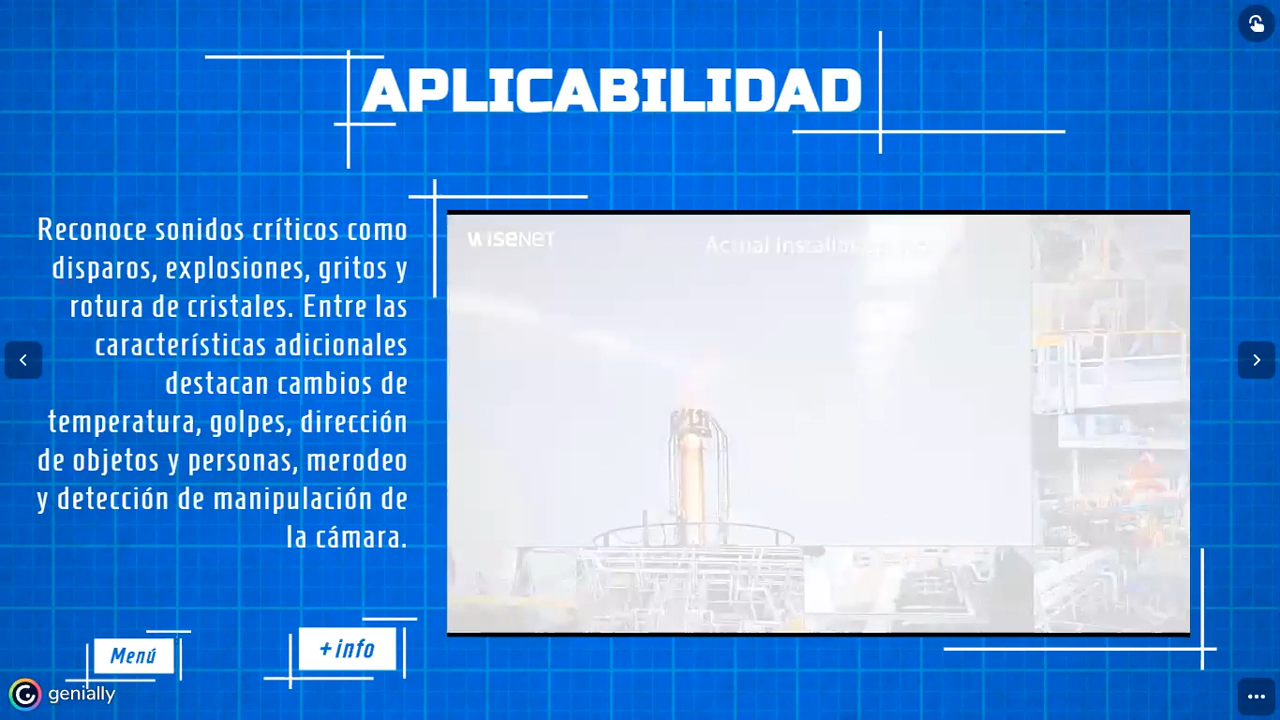 APLICABILIDAD
Reconoce sonidos críticos como
disparos, explosiones, gritos y
rotura de cristales. Entre las
características adicionales
destacan cambios de
temperatura, golpes, dirección
de objetos y personas, merodeo
y detección de manipulación de
la cámara.
WISENET
Actual
Menú
+ info
genially